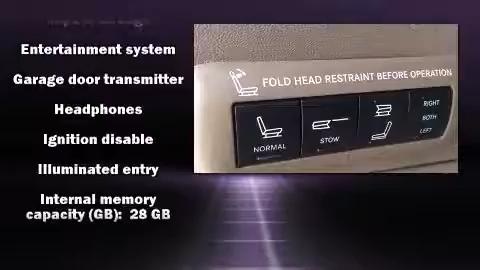 Entertainment system
Garage door transmitter
Headphones
Ignition disable
Illuminated entry
Internal memory
capacity (GB): 28 GB
FOLD HEAD RESTRAINT BEFORE OPERATION
NORMAL
STOW
RIGHT
BOTH
LEFT